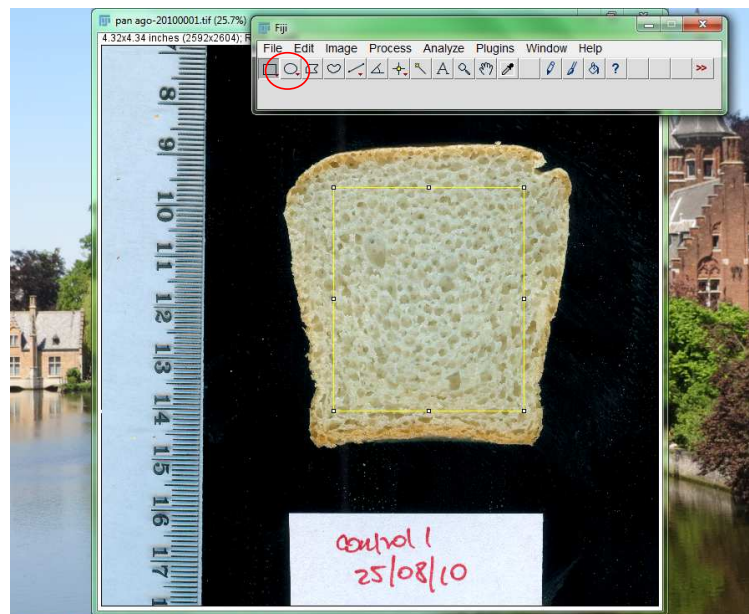 pan ago-20100001.tif (25.7%)
4.32x4.34 inches (2592x2604); R
Fiji
File Edit Image Process Analyze Plugins Window Help
A
?
>>
8
9
10
11
12
13
14
15
16
17
control 1
25/08/10